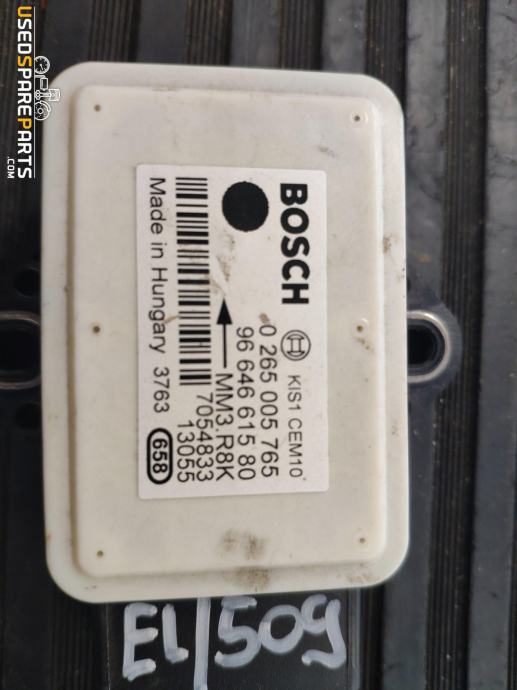 USEDSPAREPARTS.COM
BOSCH
KIS1 CEM10
0 265 005 765
96 646 615 80
MM3.R8K
7054833
13055
Made in Hungary 3763
658
EL/509